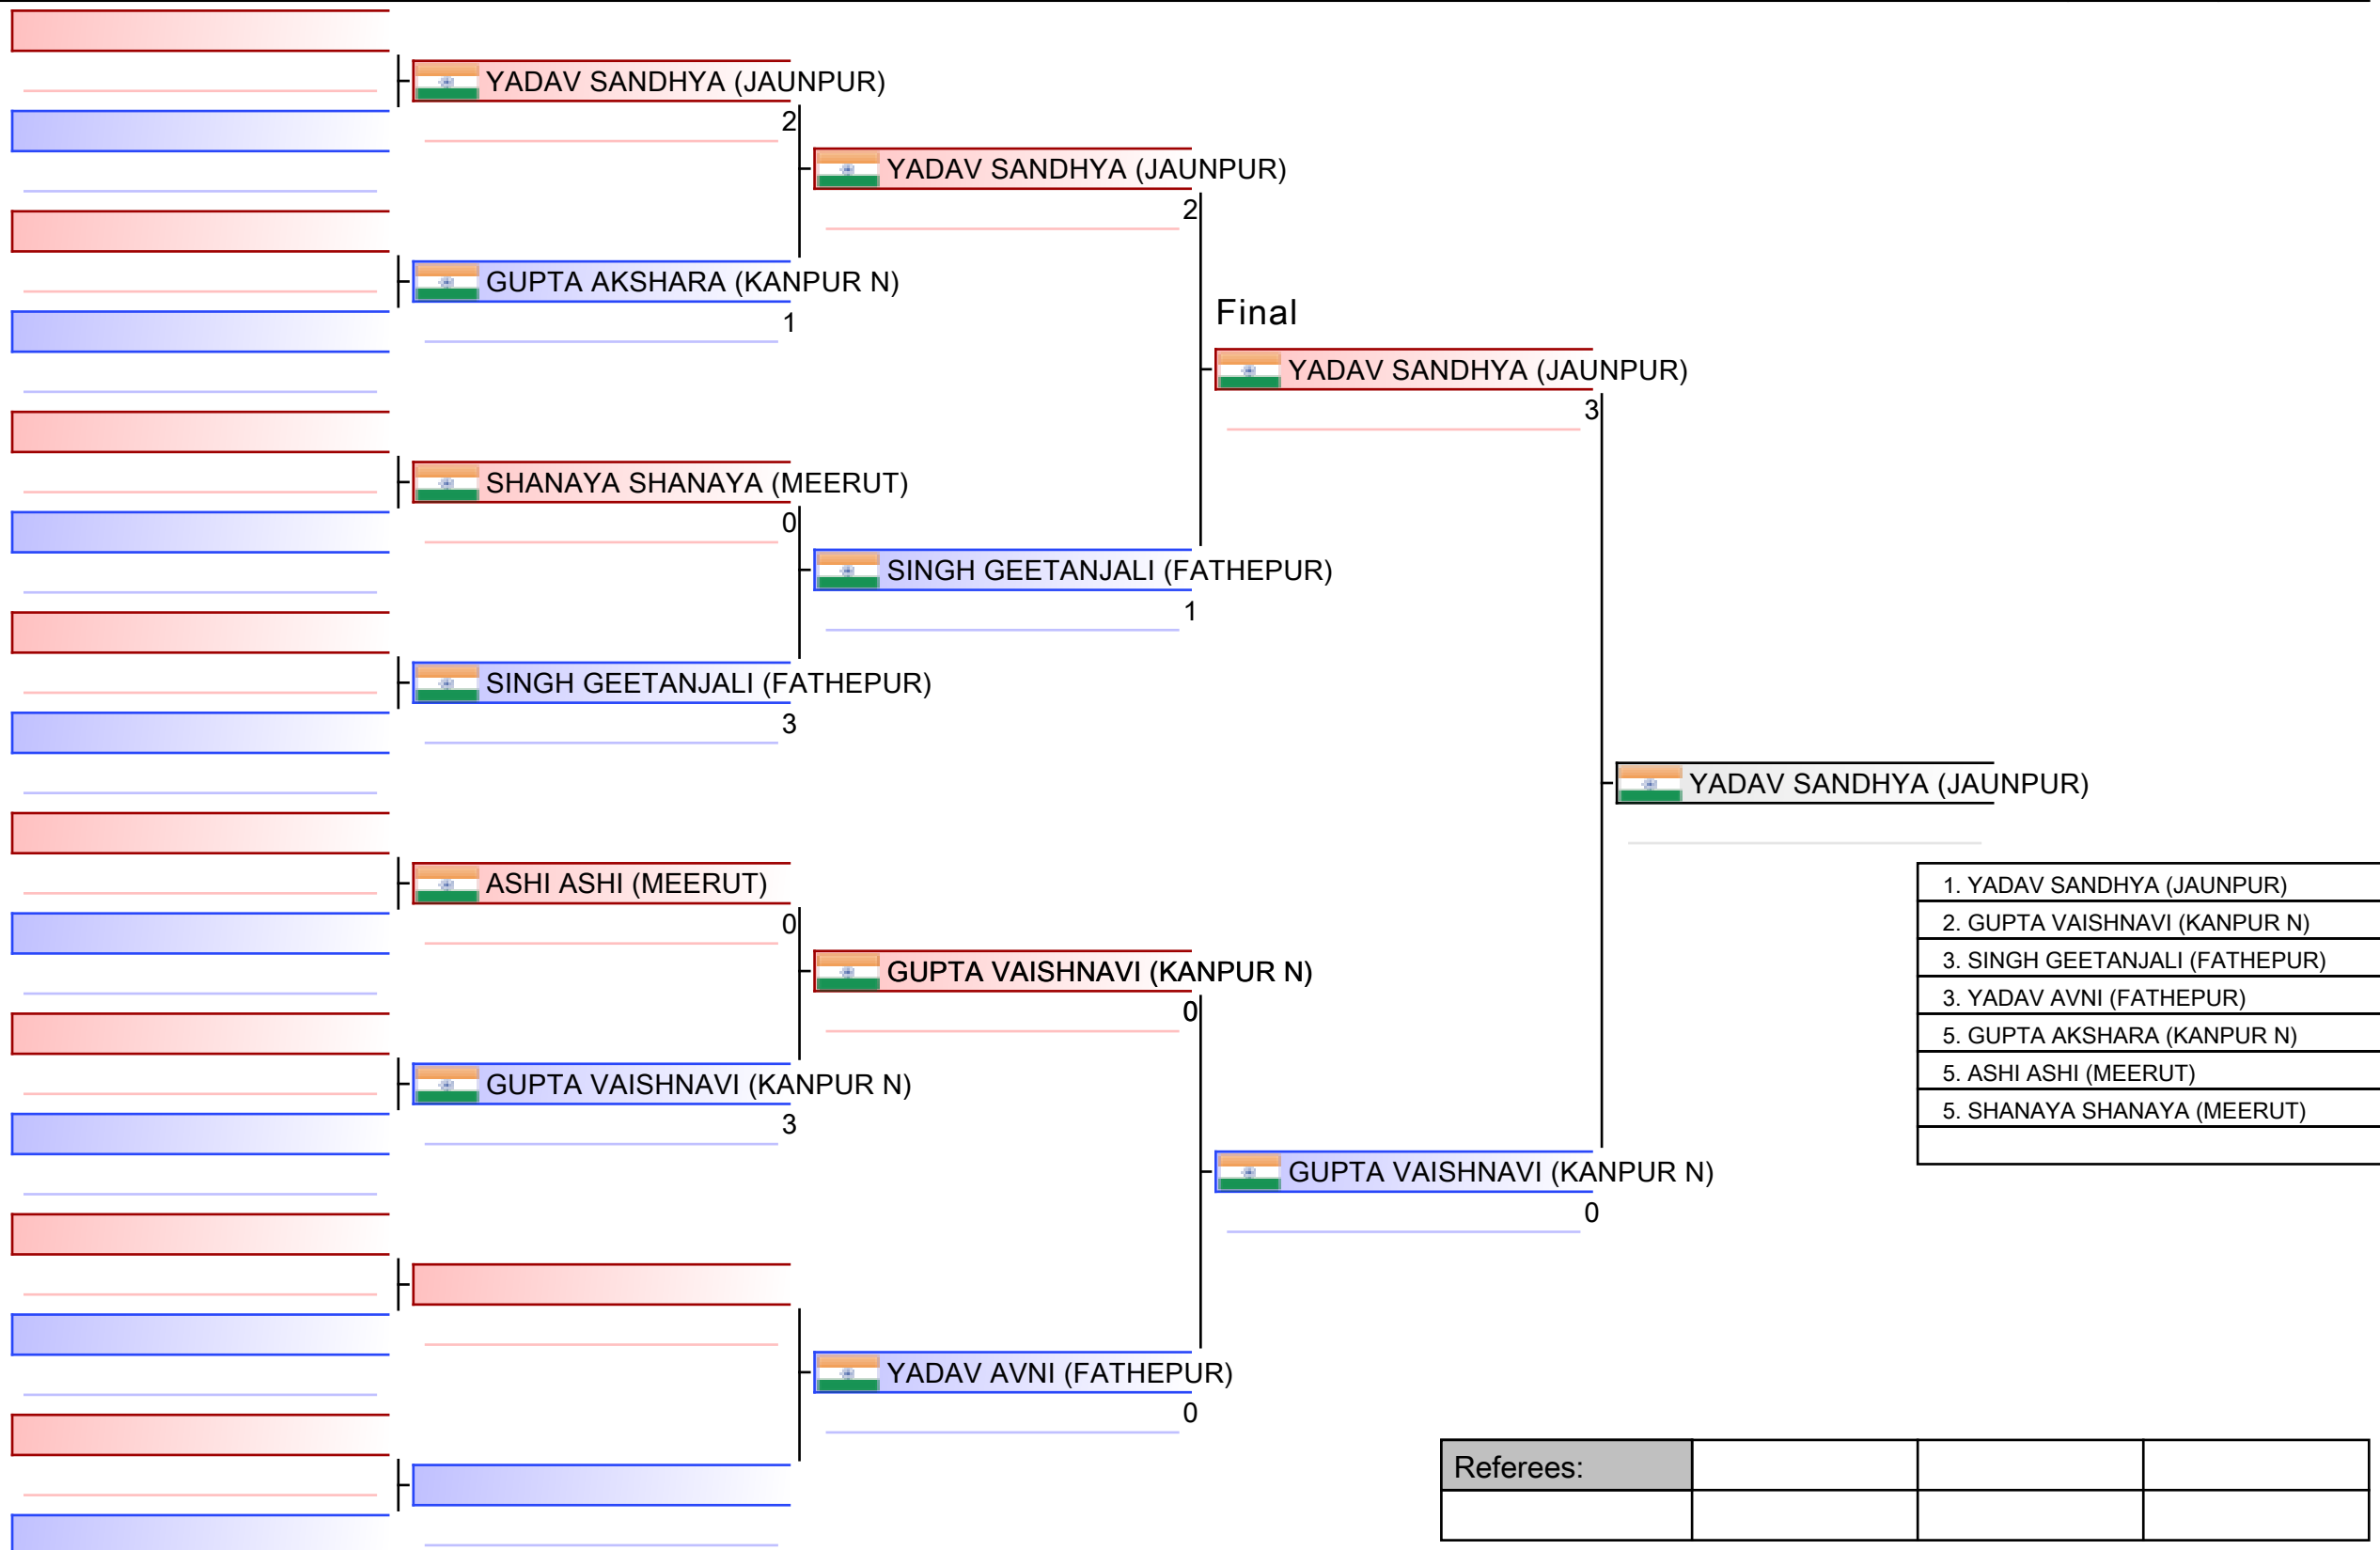 YADAV SANDHYA (JAUNPUR)
2
YADAV SANDHYA (JAUNPUR)
2
GUPTA AKSHARA (KANPUR N)
1
Final
YADAV SANDHYA (JAUNPUR)
3
SHANAYA SHANAYA (MEERUT)
0
SINGH GEETANJALI (FATHEPUR)
1
SINGH GEETANJALI (FATHEPUR)
3
YADAV SANDHYA (JAUNPUR)
ASHI ASHI (MEERUT)
0
GUPTA VAISHNAVI (KANPUR N)
0
GUPTA VAISHNAVI (KANPUR N)
3
GUPTA VAISHNAVI (KANPUR N)
0
YADAV AVNI (FATHEPUR)
0
1. YADAV SANDHYA (JAUNPUR)
2. GUPTA VAISHNAVI (KANPUR N)
3. SINGH GEETANJALI (FATHEPUR)
3. YADAV AVNI (FATHEPUR)
5. GUPTA AKSHARA (KANPUR N)
5. ASHI ASHI (MEERUT)
5. SHANAYA SHANAYA (MEERUT)
Referees: